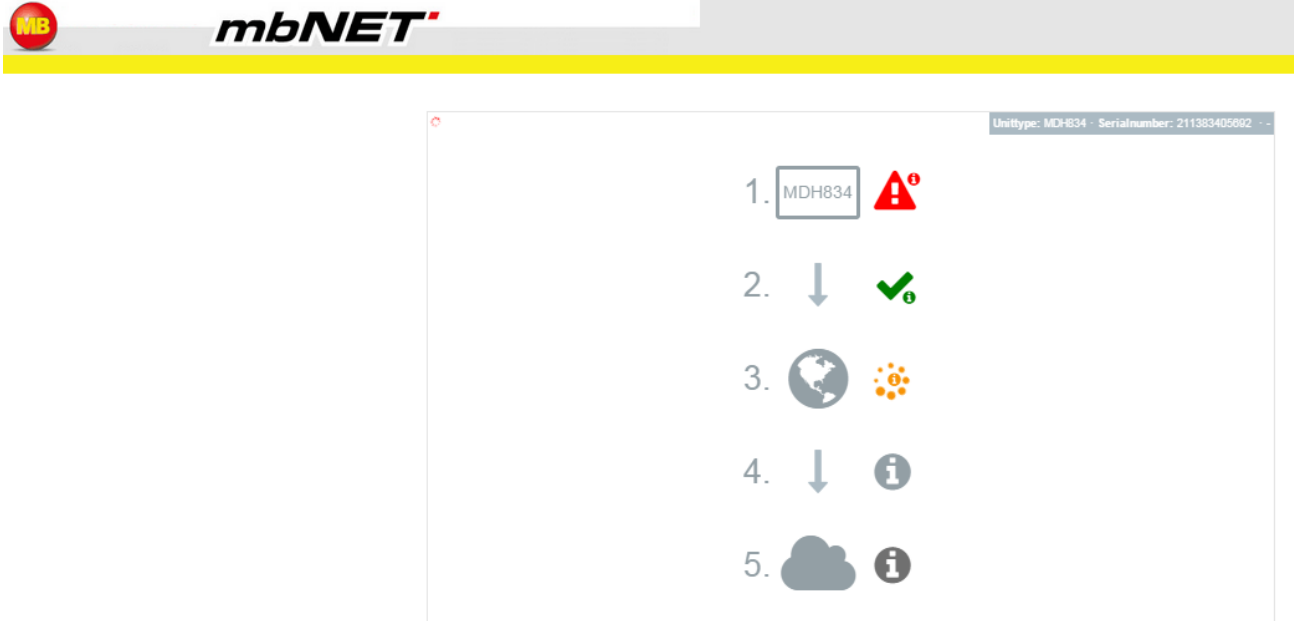 MB
mbNET
Unittype: MDH834 · Serialnumber: 211383405692 · -
1. MDH834
2.
3.
4.
5.